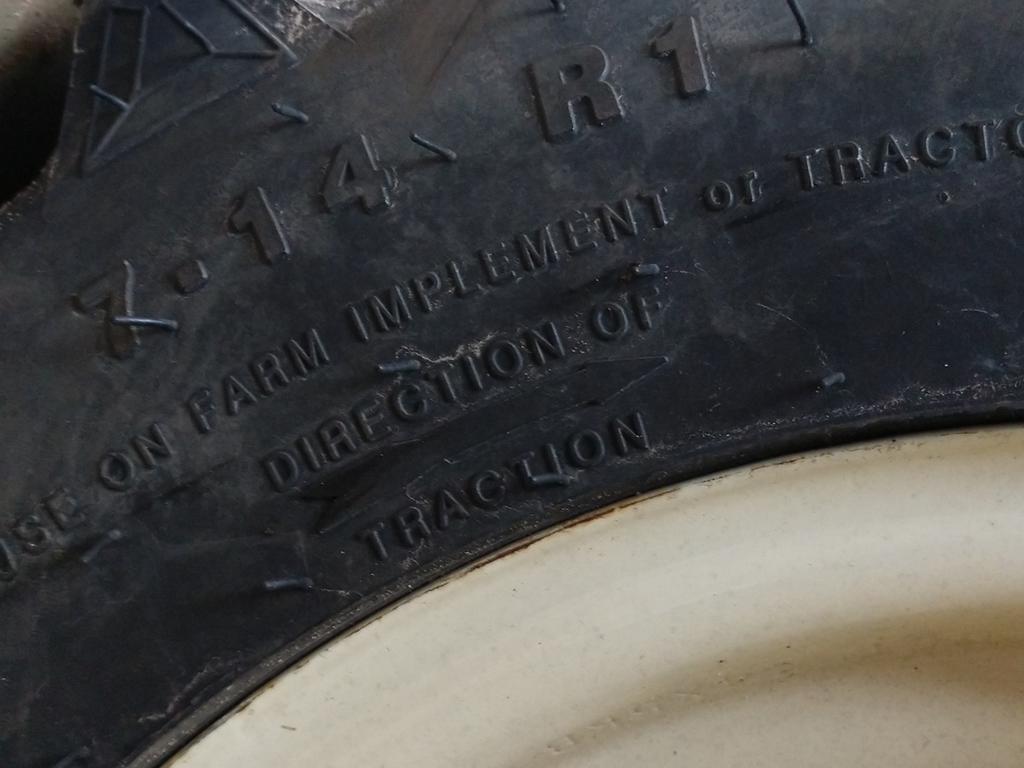 7.14 R1
USE ON FARM IMPLEMENT or TRACTO
DIRECTION OF
TRACTION